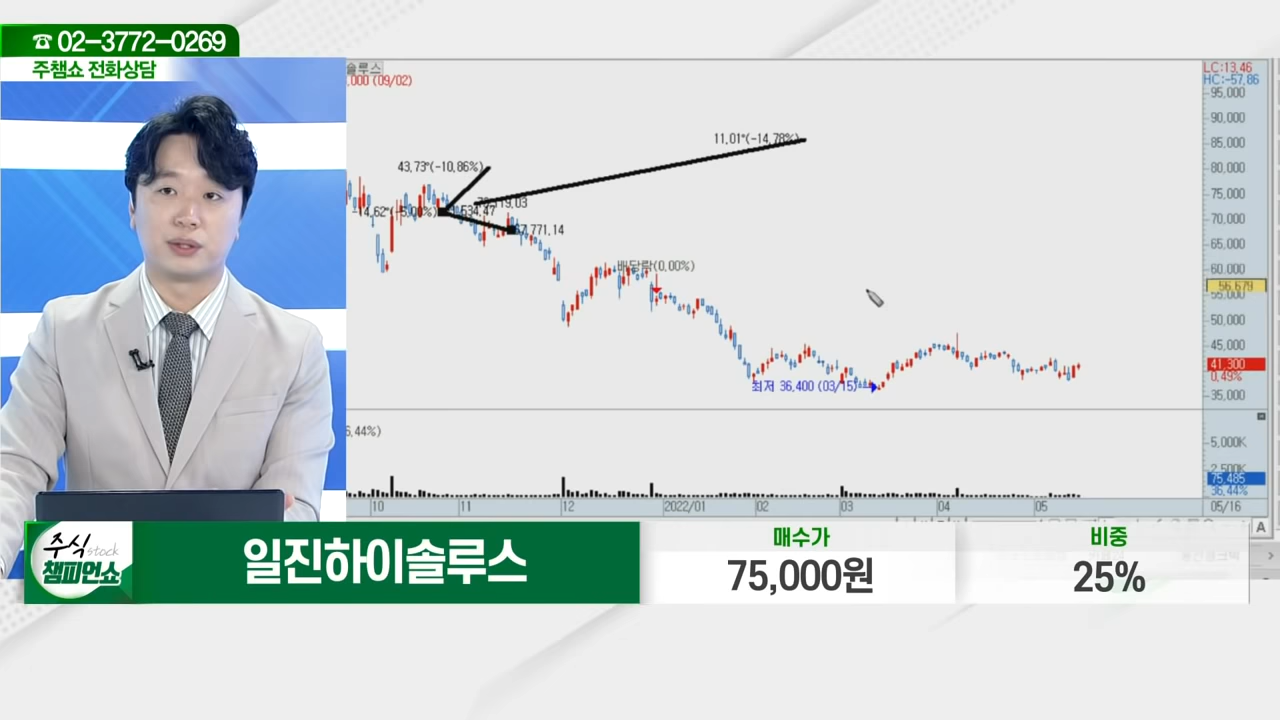 ☎ 02-3772-0269
주챔쇼 전화상담
솔루스
,000 (09/02)
LC:13,46
HC:-57,86
95,000
90,000
85,000
80,000
75,000
70,000
65,000
60,000
56,679
55,000
50,000
45,000
41,300
0,49%
35,000
11,01°(-14,78%)
43,73°(-10,86%)
-14,62°(-5,00%)
534,47
67,771,14
배당락(0,00%)
최저 36,400 (03/15)
6,44%)
5,000K
2,500K
75,485
36,44%
10
11
12
2022/01
02
03
04
05
05/16
A
주식 stock
챔피언쇼
일진하이솔루스
매수가
75,000원
비중
25%